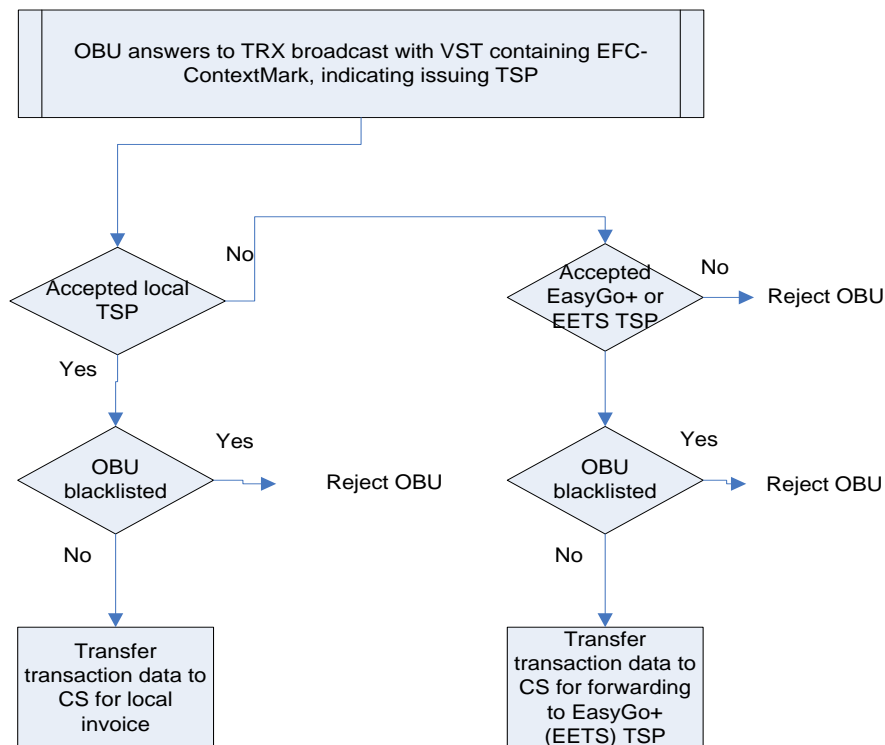 OBU answers to TRX broadcast with VST containing EFC-
ContextMark, indicating issuing TSP
No
Accepted local
TSP
Yes
Accepted
EasyGo+ or
EETS TSP
No
Reject OBU
OBU
blacklisted
Yes
Reject OBU
No
OBU
blacklisted
Yes
Reject OBU
No
Transfer
transaction data to
CS for local
invoice
Transfer
transaction data to
CS for forwarding
to EasyGo+
(EETS) TSP